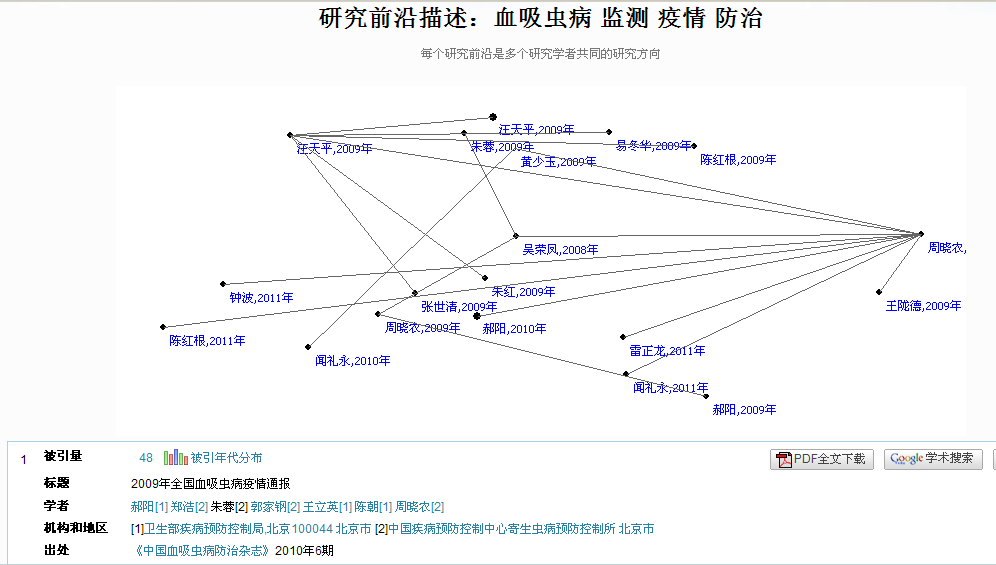 研究前沿描述：血吸虫病 监测 疫情 防治
每个研究前沿是多个研究学者共同的研究方向
汪天平,2009年
汪天平,2009年
朱蓉,2009年
易冬华,2009年
黄少玉,2009年
陈红根,2009年
吴荣凤,2008年
周晓农,
钟波,2011年
朱红,2009年
张世清,2009年
王陇德,2009年
周晓农,2009年
郝阳,2010年
陈红根,2011年
闻礼永,2010年
雷正龙,2011年
闻礼永,2011年
郝阳,2009年
1 被引量 48 被引年代分布 PDF全文下载 Google 学术搜索
标题 2009年全国血吸虫病疫情通报
学者 郝阳[1] 郑浩[2] 朱蓉[2] 郭家钢[2] 王立英[1] 陈朝[1] 周晓农[2]
机构和地区 [1]卫生部疾病预防控制局,北京100044 北京市 [2]中国疾病预防控制中心寄生虫病预防控制所 北京市
出处 《中国血吸虫病防治杂志》2010年6期